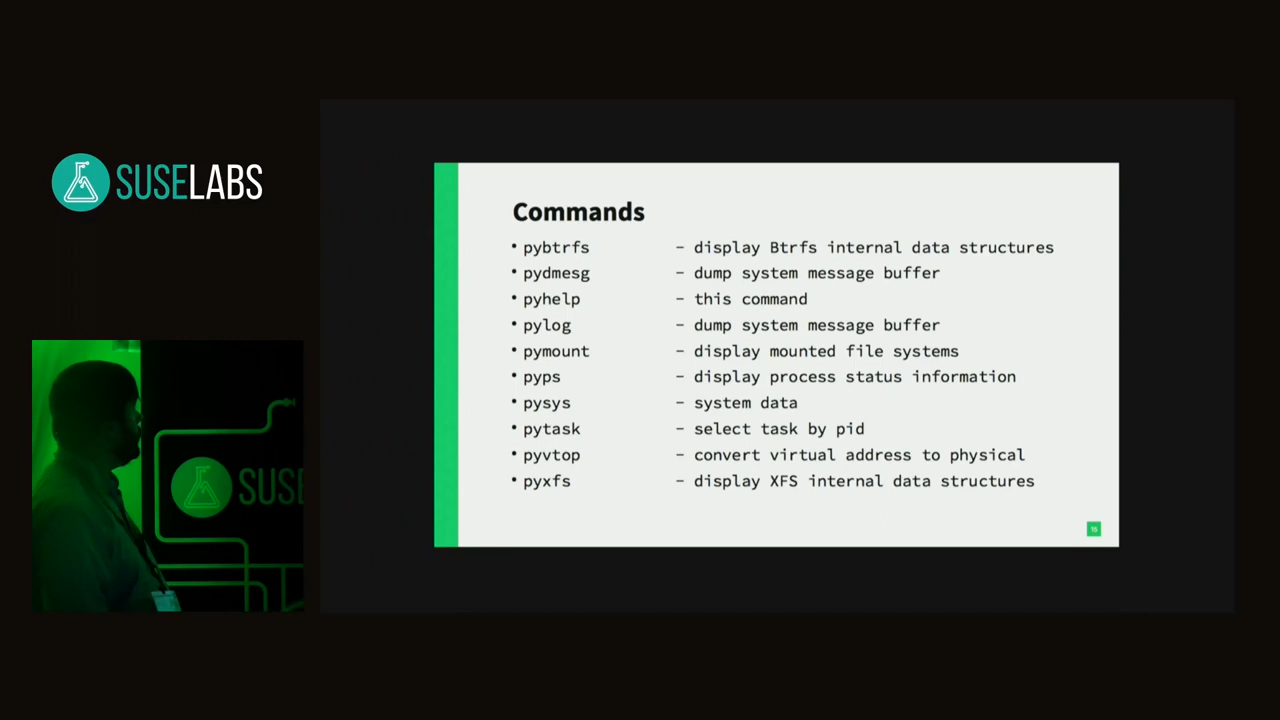 SUSELABS
Commands
• pybtrfs – display Btrfs internal data structures
• pydmesg – dump system message buffer
• pyhelp – this command
• pylog – dump system message buffer
• pymount – display mounted file systems
• pyps – display process status information
• pysys – system data
• pytask – select task by pid
• pyvtop – convert virtual address to physical
• pyxfs – display XFS internal data structures
15
SUSE